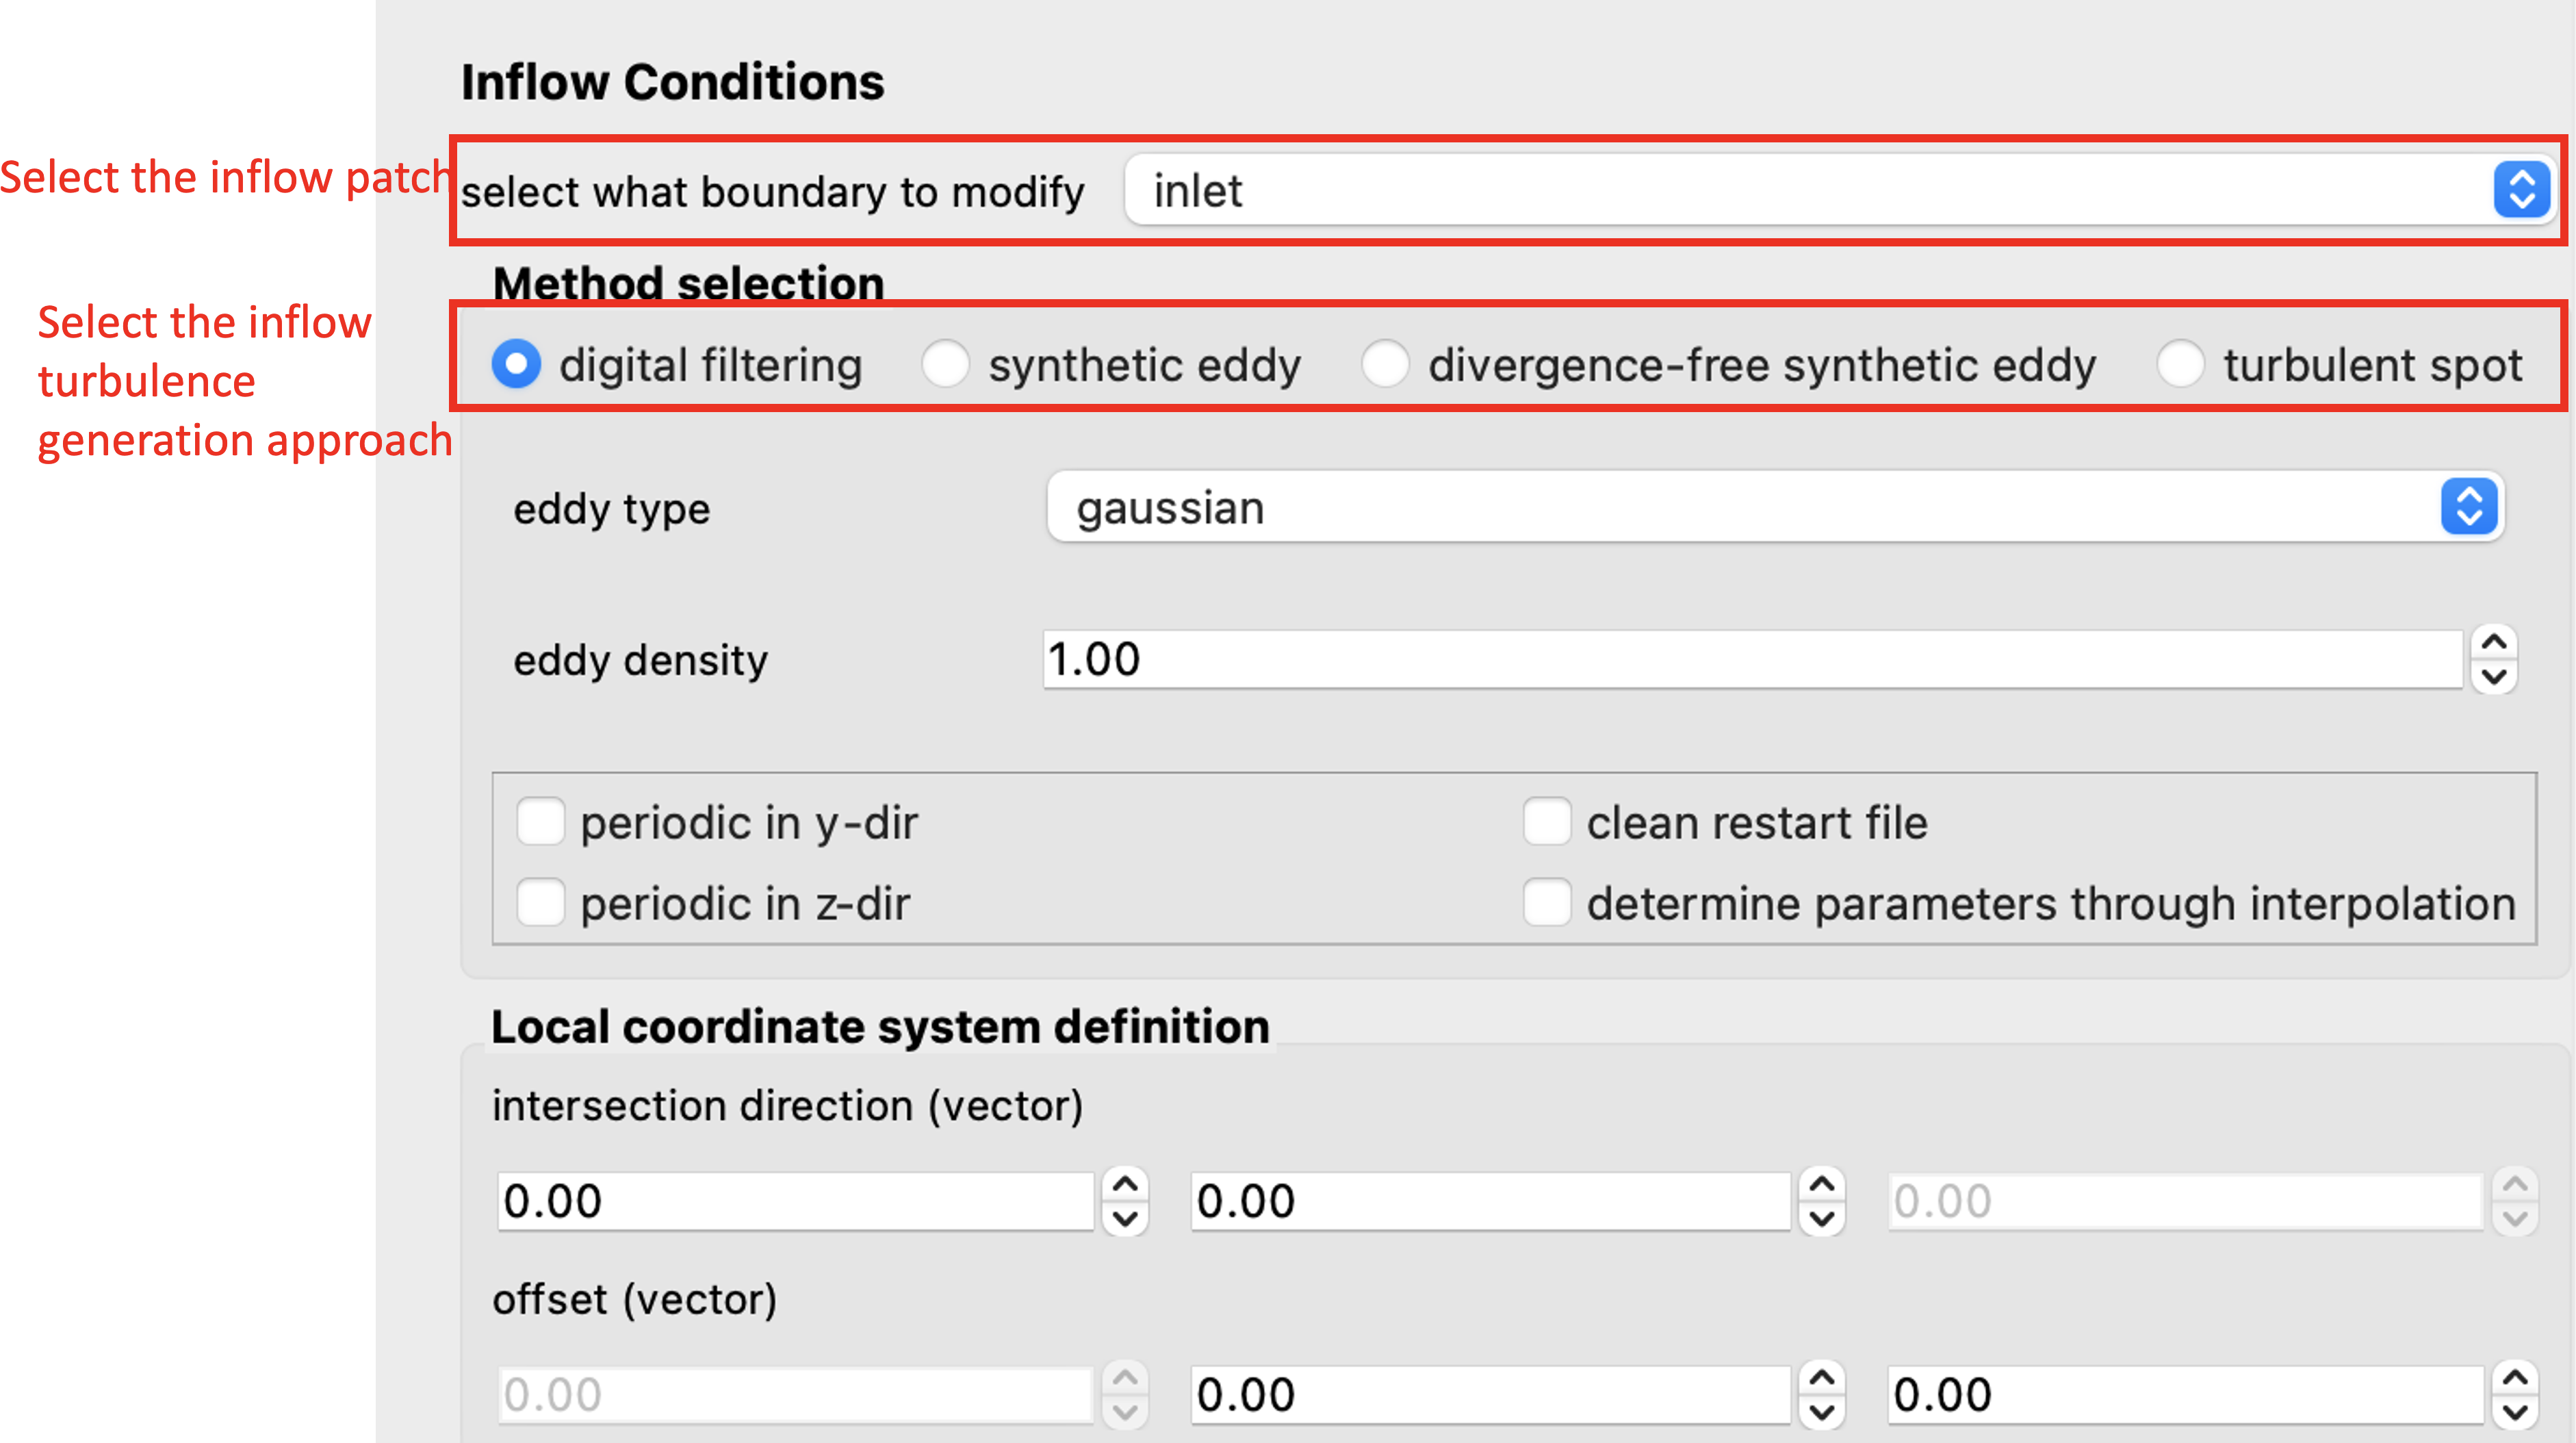 Inflow Conditions
Select the inflow patch
select what boundary to modify inlet
Method selection
Select the inflow
turbulence
generation approach
digital filtering synthetic eddy divergence-free synthetic eddy turbulent spot
eddy type gaussian
eddy density 1.00
periodic in y-dir clean restart file
periodic in z-dir determine parameters through interpolation
Local coordinate system definition
intersection direction (vector)
0.00 0.00 0.00
offset (vector)
0.00 0.00 0.00